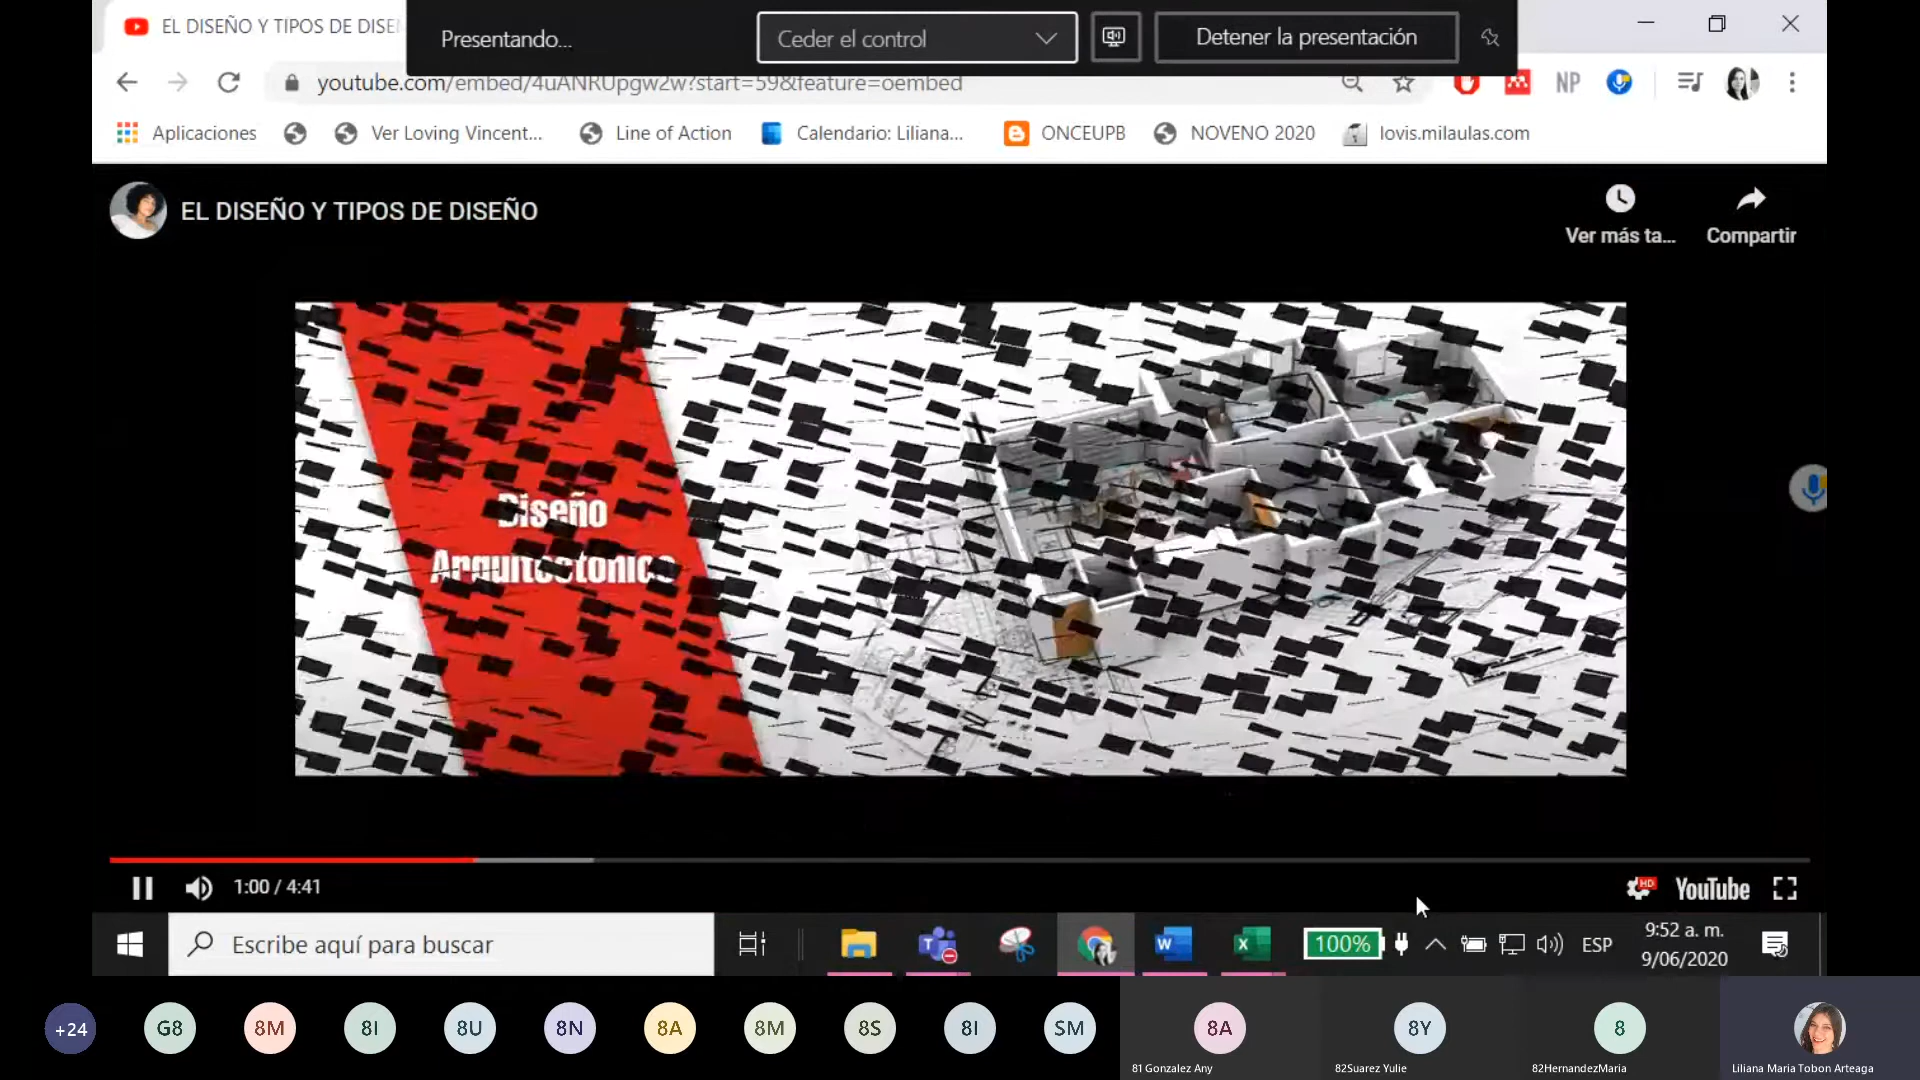 EL DISEÑO Y TIPOS DE DISEÑ
Presentando...
Ceder el control
Detener la presentación
youtube.com/embed/4uANRUpgw2w?start=59&feature=oembed
NP
Aplicaciones
Ver Loving Vincent...
Line of Action
Calendario: Liliana...
ONCEUPB
NOVENO 2020
lovis.milaulas.com
EL DISEÑO Y TIPOS DE DISEÑO
Ver más ta...
Compartir
Diseño
Arquitectónico
1:00 / 4:41
HD
YouTube
Escribe aquí para buscar
100%
ESP
9:52 a. m.
9/06/2020
+24
G8
8M
8I
8U
8N
8A
8M
8S
8I
SM
8A
81 Gonzalez Any
8Y
82Suarez Yulie
8
82HernandezMaria
Liliana Maria Tobon Arteaga